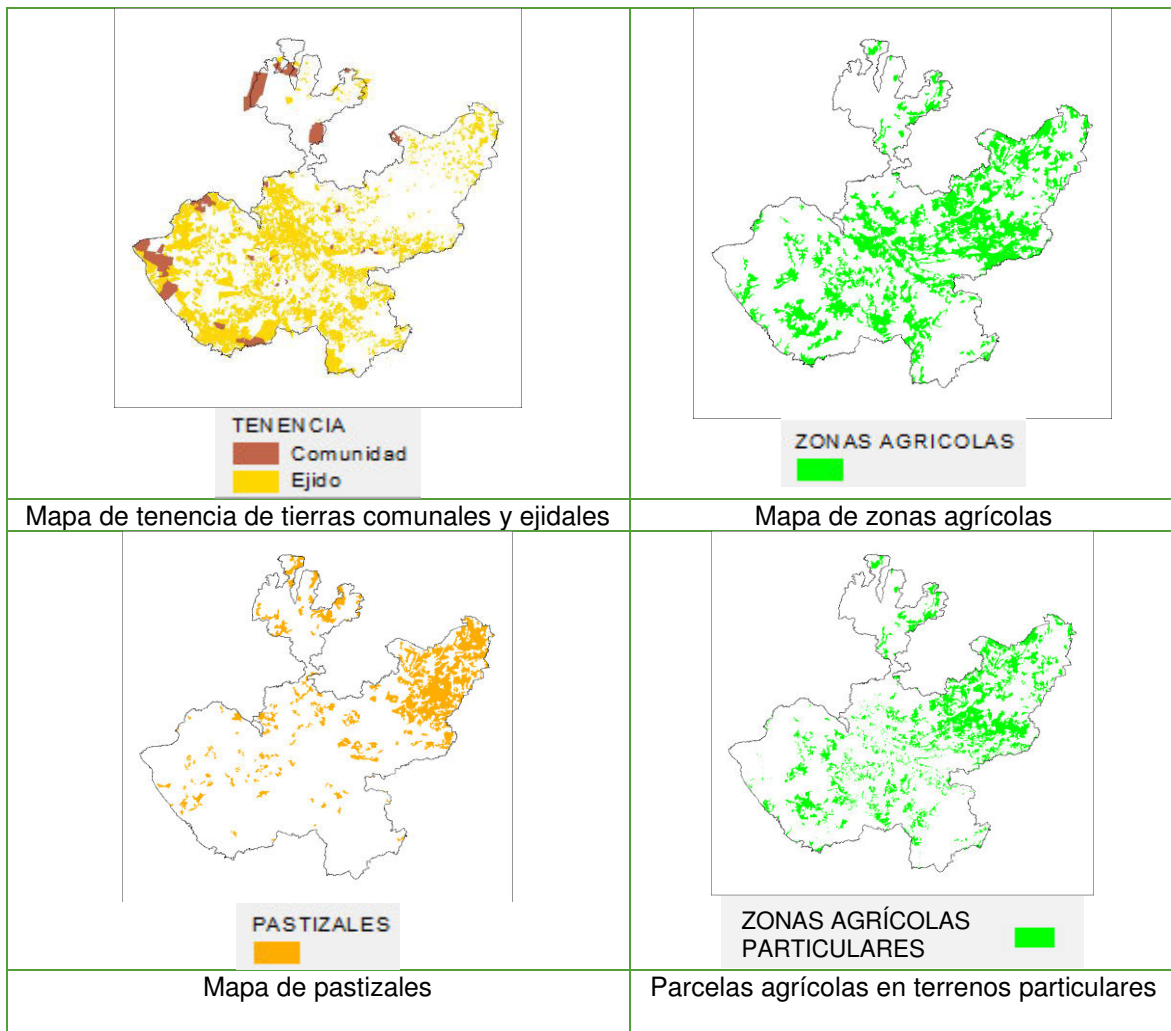 TENENCIA
Comunidad
Ejido
Mapa de tenencia de tierras comunales y ejidales
ZONAS AGRICOLAS
Mapa de zonas agrícolas
PASTIZALES
Mapa de pastizales
ZONAS AGRÍCOLAS
PARTICULARES
Parcelas agrícolas en terrenos particulares